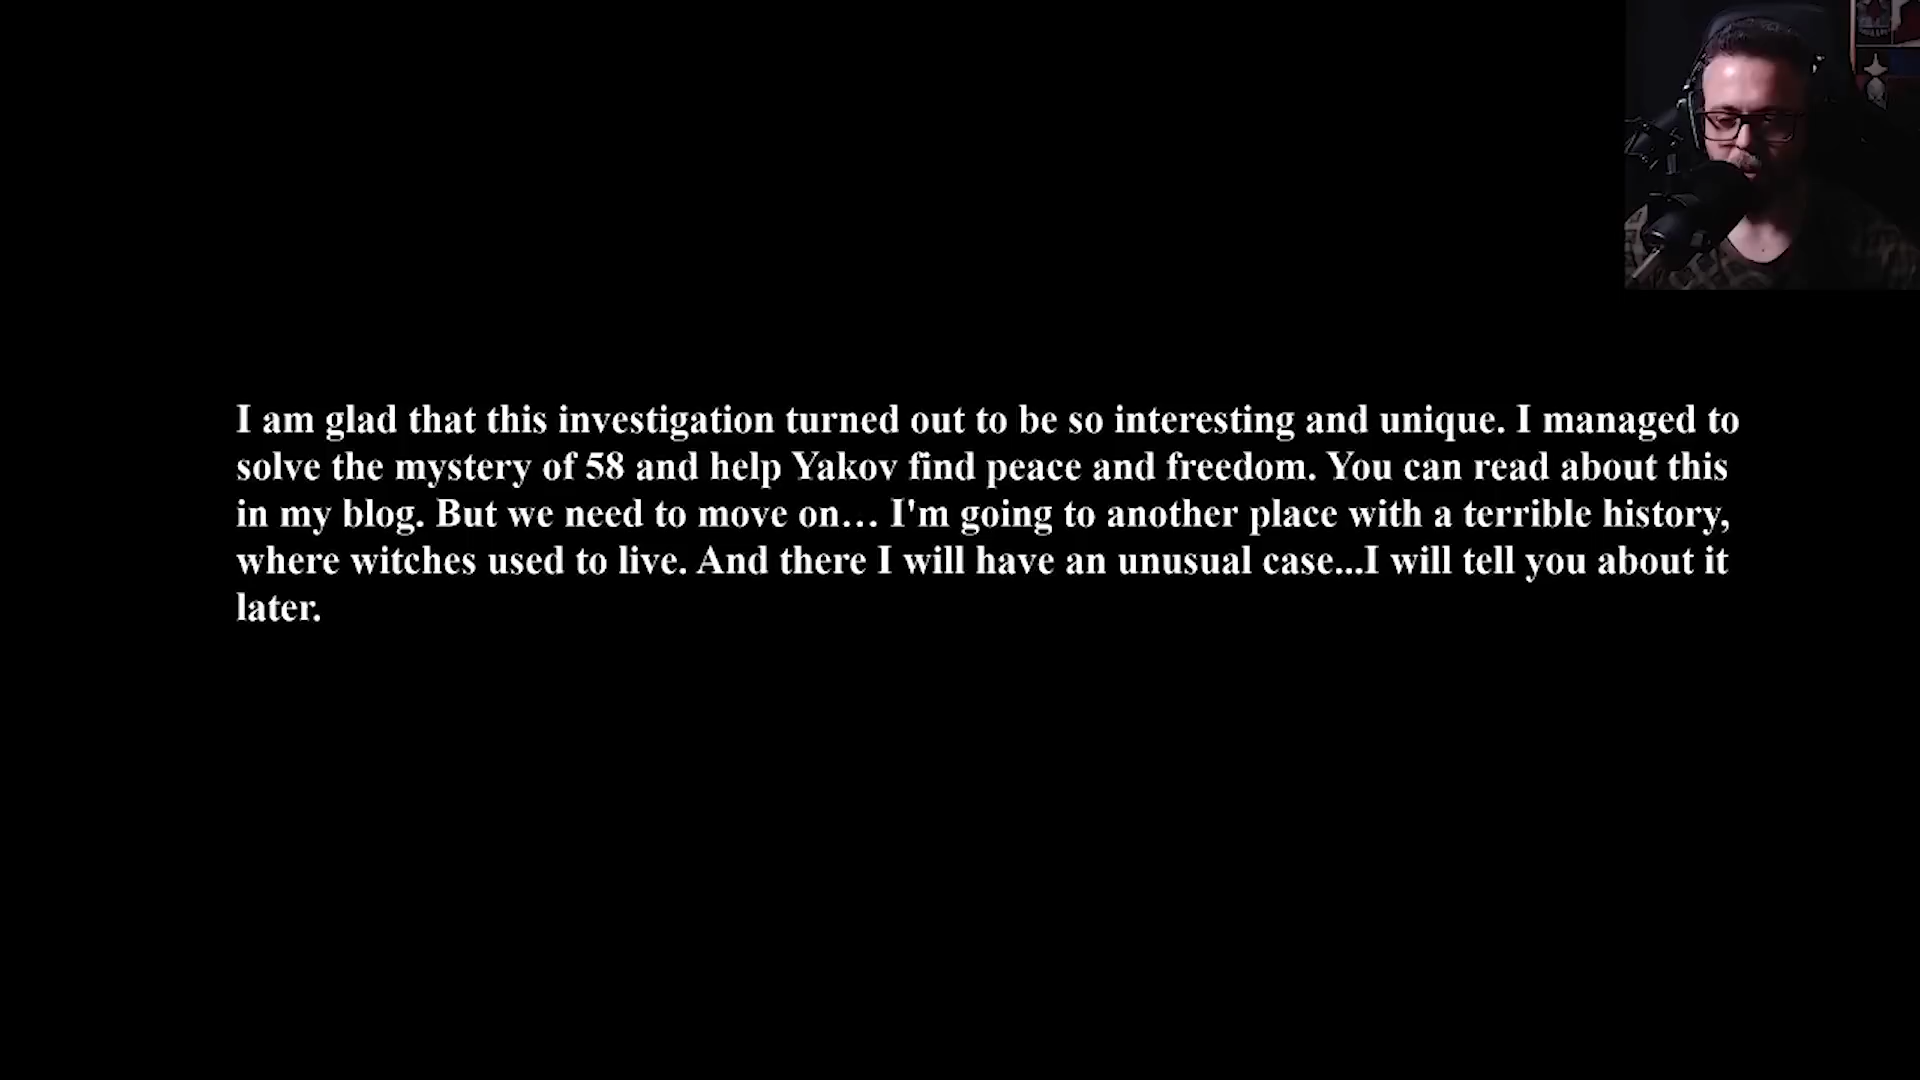 I am glad that this investigation turned out to be so interesting and unique. I managed to
solve the mystery of 58 and help Yakov find peace and freedom. You can read about this
in my blog. But we need to move on… I'm going to another place with a terrible history,
where witches used to live. And there I will have an unusual case...I will tell you about it
later.